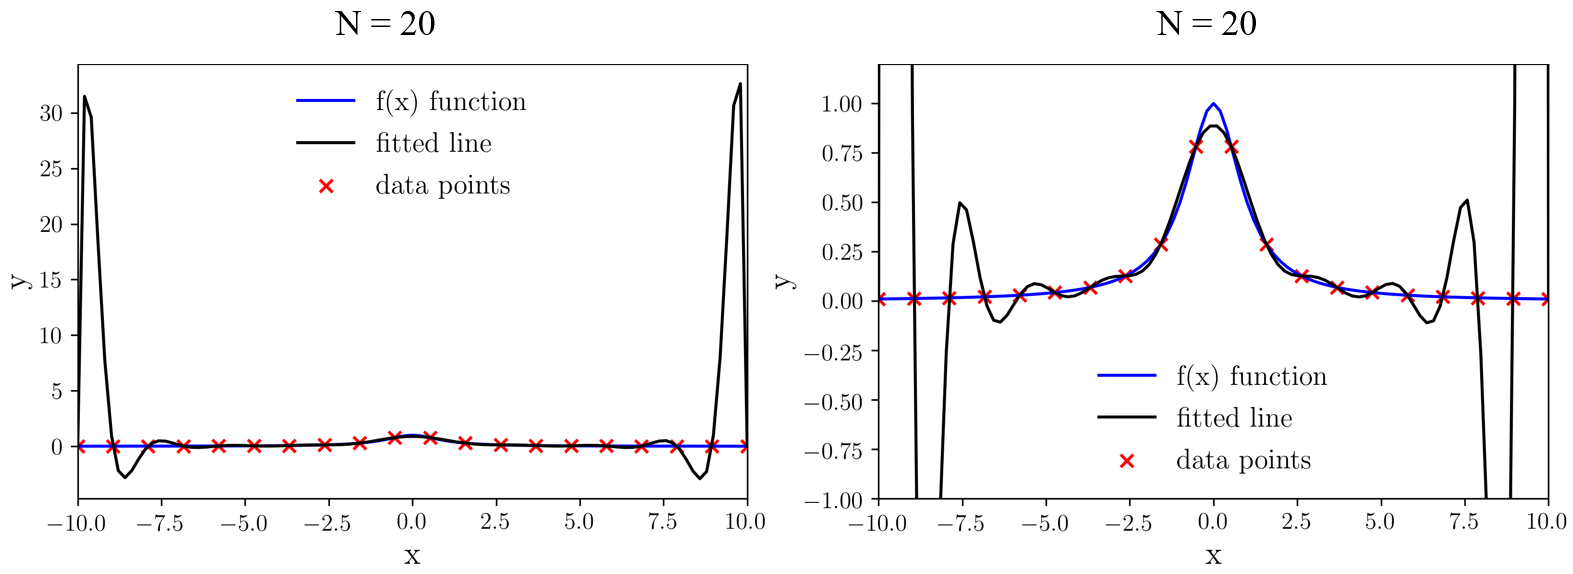 N = 20
30
25
20
15
10
5
0
y
f(x) function
fitted line
data points
−10.0 −7.5 −5.0 −2.5 0.0 2.5 5.0 7.5 10.0
x
N = 20
1.00
0.75
0.50
0.25
0.00
−0.25
−0.50
−0.75
−1.00
y
f(x) function
fitted line
data points
−10.0 −7.5 −5.0 −2.5 0.0 2.5 5.0 7.5 10.0
x